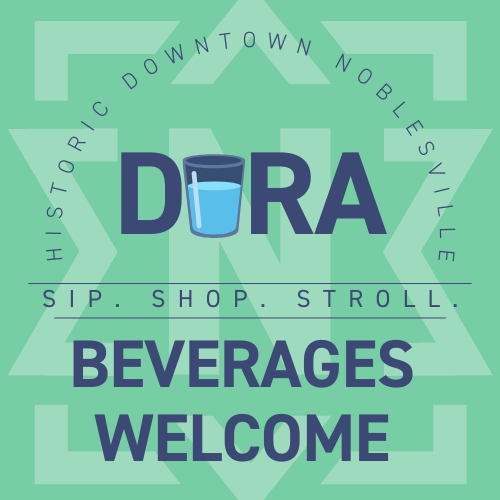 HISTORIC DOWNTOWN NOBLESVILLE
DORA
SIP. SHOP. STROLL.
BEVERAGES
WELCOME